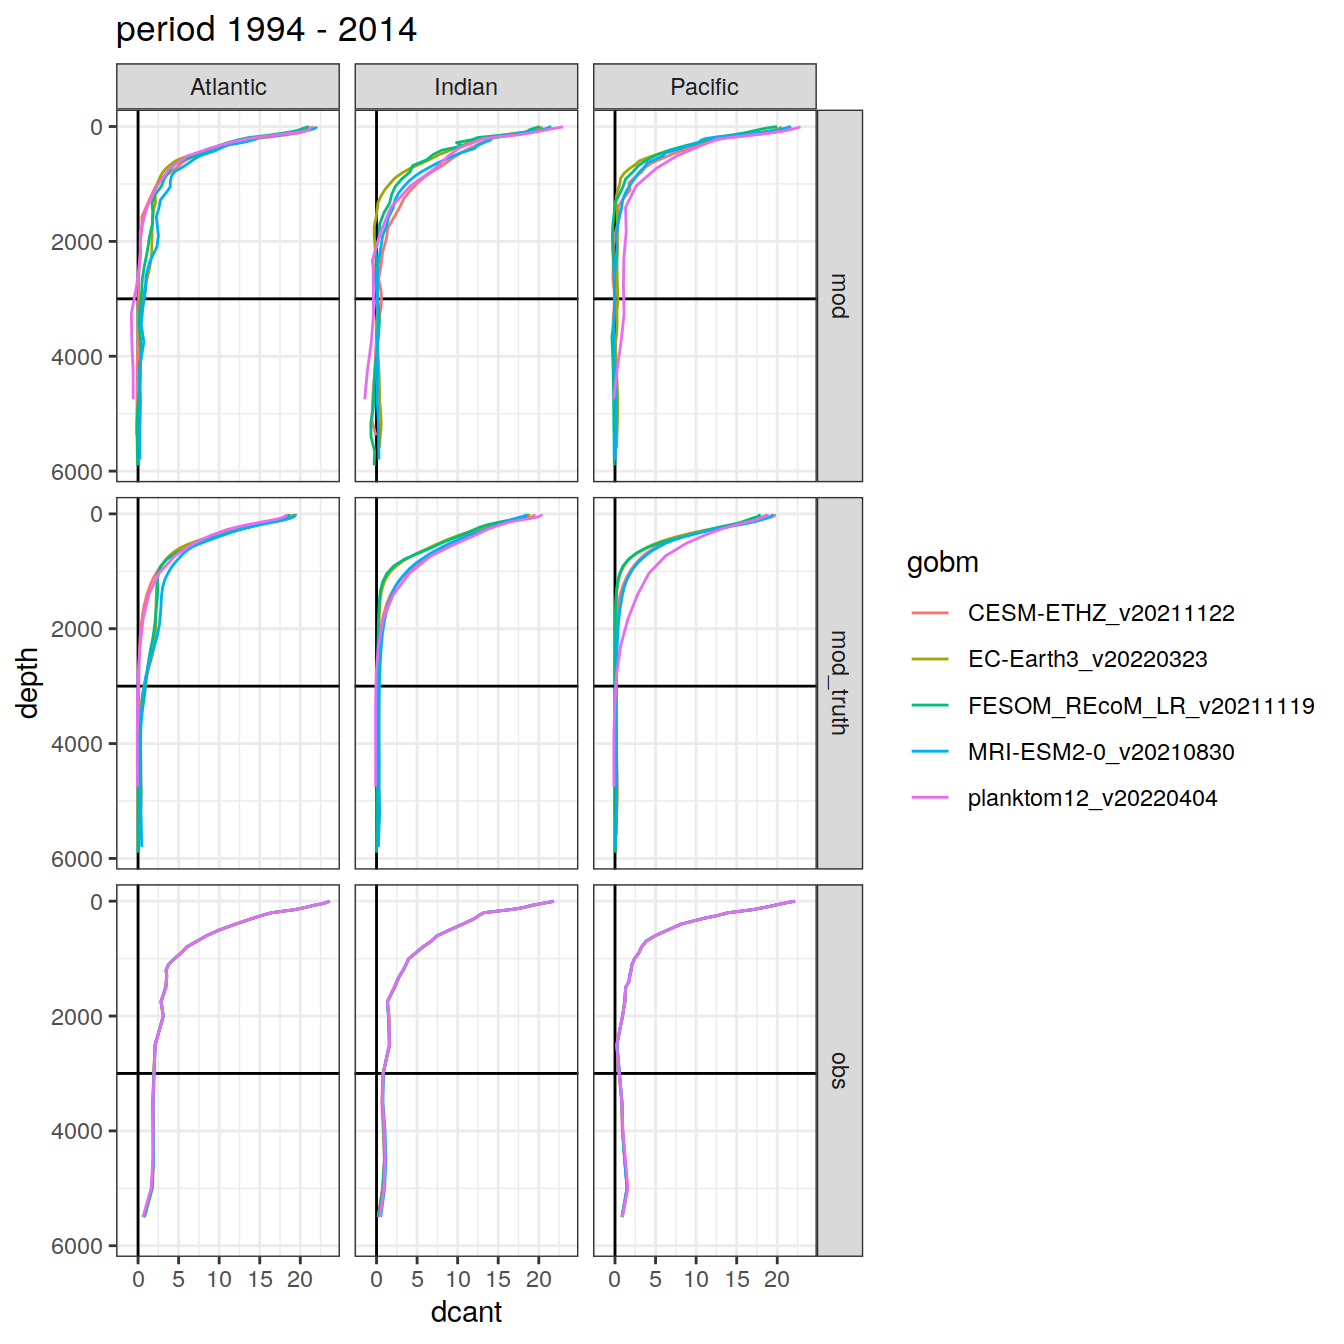 period 1994 - 2014
Atlantic
Indian
Pacific
0
2000
4000
6000
mod
0
2000
4000
6000
mod_truth
0
2000
4000
6000
obs
0 5 10 15 20
0 5 10 15 20
0 5 10 15 20
dcant
depth
gobm
CESM-ETHZ_v20211122
EC-Earth3_v20220323
FESOM_REcoM_LR_v20211119
MRI-ESM2-0_v20210830
planktom12_v20220404